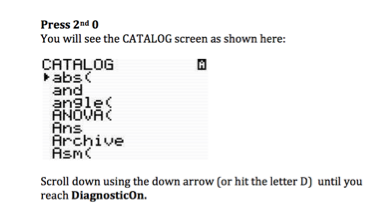 Press 2nd 0
You will see the CATALOG screen as shown here:
CATALOG A
▸abs(
and
angle(
ANOVA(
Ans
Archive
Asm(
Scroll down using the down arrow (or hit the letter D) until you
reach DiagnosticOn.